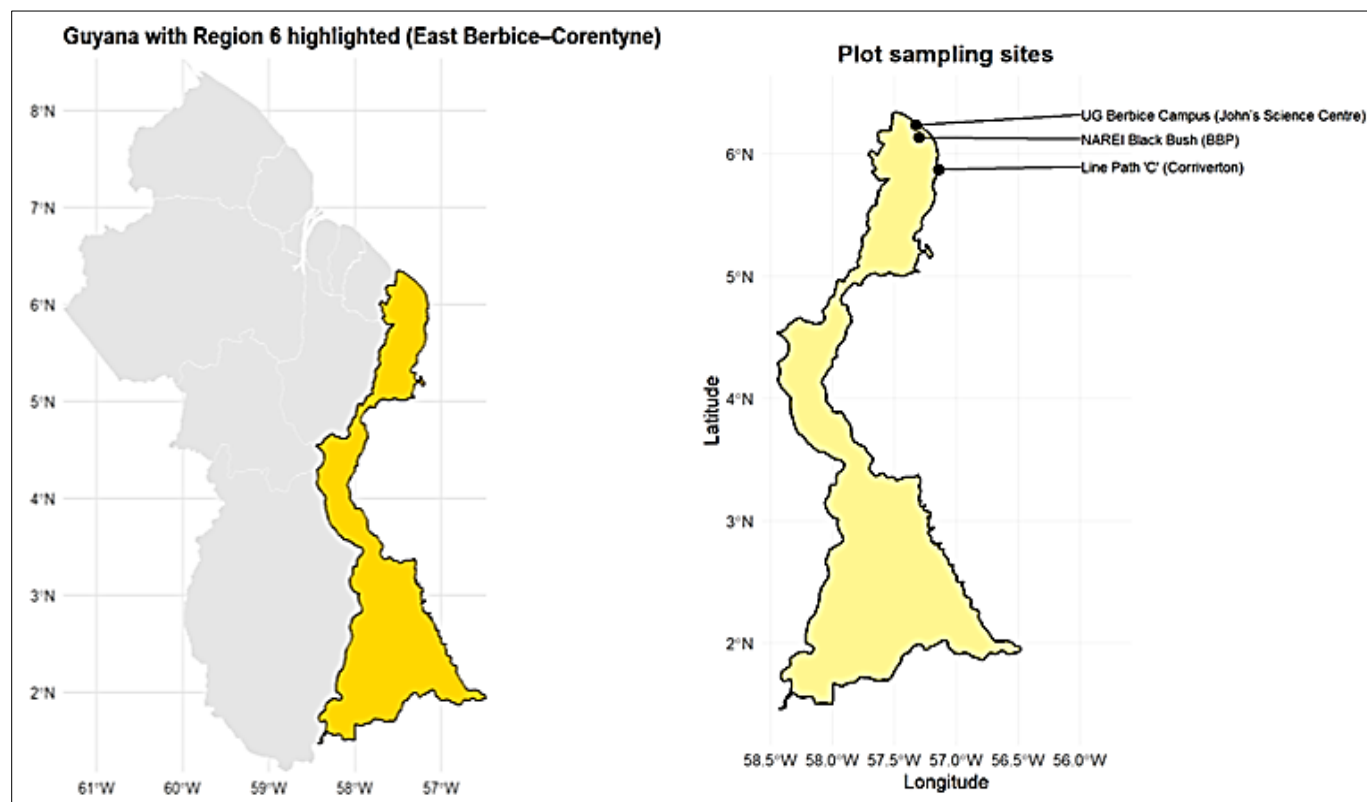 Guyana with Region 6 highlighted (East Berbice–Corentyne)
8°N
7°N
6°N
5°N
4°N
3°N
2°N
61°W 60°W 59°W 58°W 57°W
Plot sampling sites
UG Berbice Campus (John's Science Centre)
NAREI Black Bush (BBP)
Line Path 'C' (Corriverton)
6°N
5°N
4°N
3°N
2°N
Latitude
58.5°W 58.0°W 57.5°W 57.0°W 56.5°W 56.0°W
Longitude